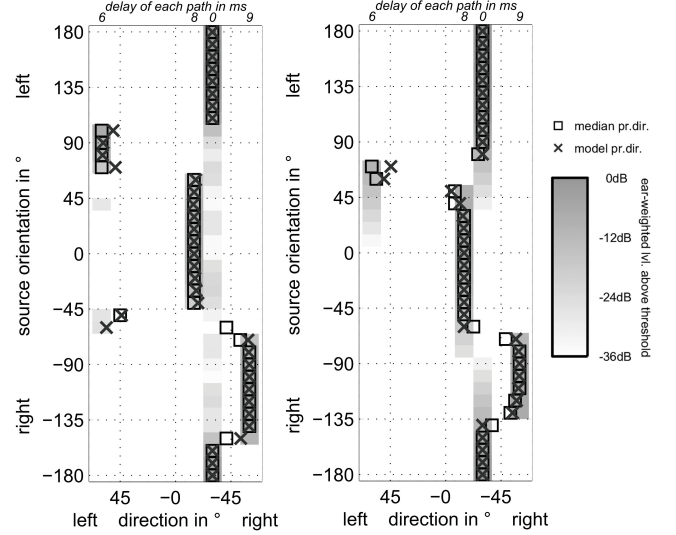 delay of each path in ms
6 8 0 9
180
135
90
45
0
−45
−90
−135
−180
left
source orientation in °
right
45 −0 −45
left direction in ° right
delay of each path in ms
6 8 0 9
180
135
90
45
0
−45
−90
−135
−180
left
source orientation in °
right
45 −0 −45
left direction in ° right
median pr.dir.
model pr.dir.
0dB
-12dB
-24dB
-36dB
ear-weighted lvl. above threshold